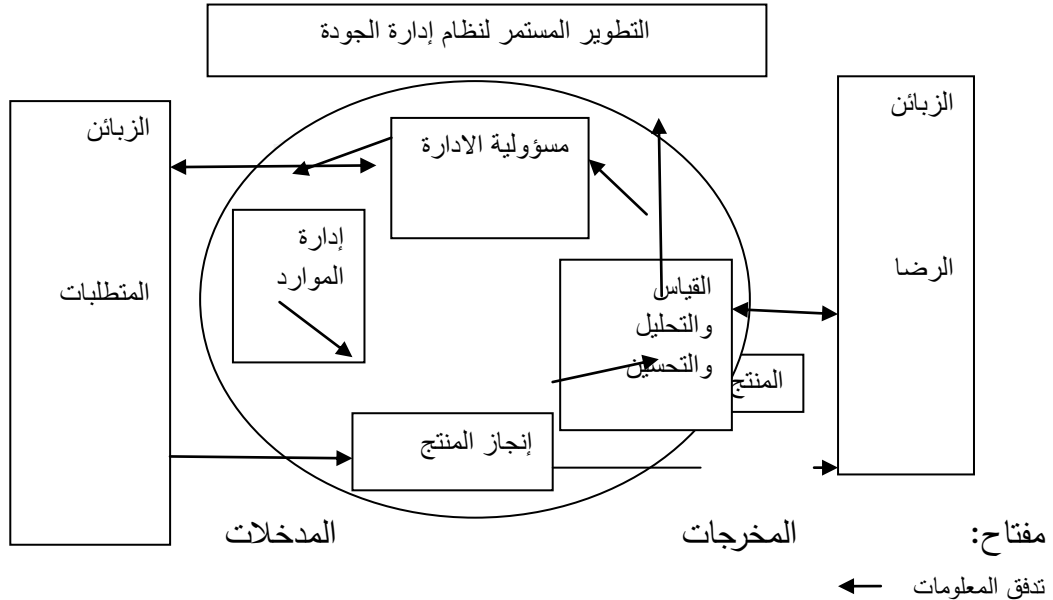 التطوير المستمر لنظام إدارة الجودة
الزبائن
الزبائن
مسؤولية الادارة
إدارة
الموارد
الرضا
القياس
والتحليل
والتحسين
المتطلبات
المنتج
إنجاز المنتج
مفتاح:
المخرجات
المدخلات
تدفق المعلومات